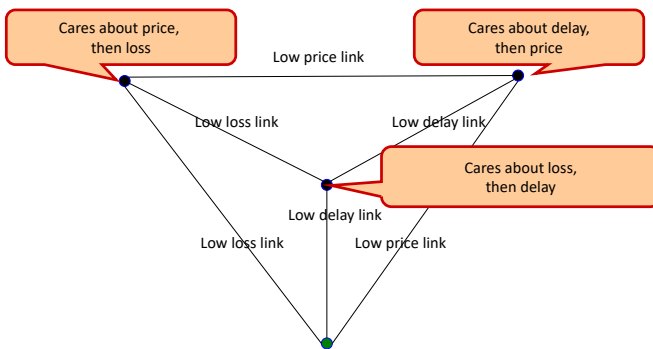 Cares about price,
then loss
Cares about delay,
then price
Low price link
Low loss link
Low delay link
Cares about loss,
then delay
Low delay link
Low loss link
Low price link